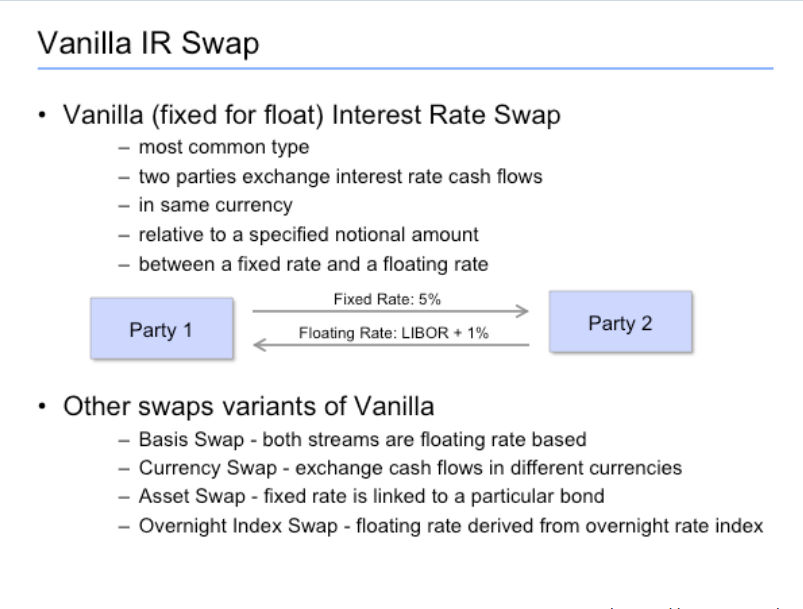 Vanilla IR Swap
• Vanilla (fixed for float) Interest Rate Swap
– most common type
– two parties exchange interest rate cash flows
– in same currency
– relative to a specified notional amount
– between a fixed rate and a floating rate
Fixed Rate: 5%
Party 1
Party 2
Floating Rate: LIBOR + 1%
• Other swaps variants of Vanilla
– Basis Swap - both streams are floating rate based
– Currency Swap - exchange cash flows in different currencies
– Asset Swap - fixed rate is linked to a particular bond
– Overnight Index Swap - floating rate derived from overnight rate index